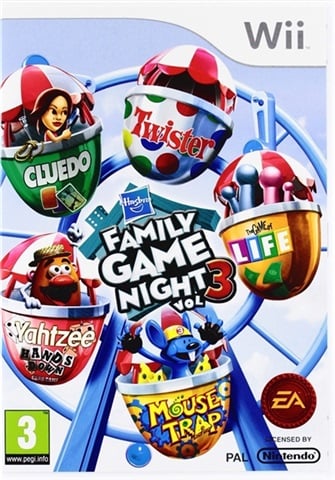 Wii
Twister
CLUEDO
Hasbro
FAMILY
GAME
NIGHT 3
VOL
THE GAME OF
LIFE
Yahtzee
HANDS
DOWN
3
MOUSE
TRAP
EA
3
www.pegi.info
LICENSED BY
PAL
Nintendo